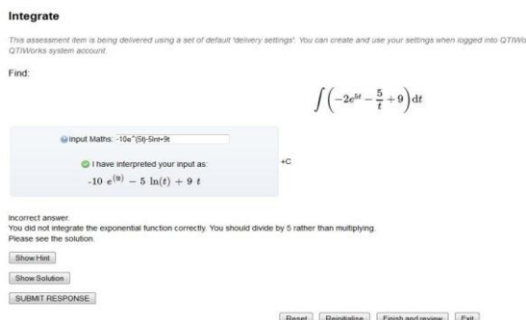 Integrate
This assessment item is being delivered using a set of default 'delivery settings'. You can create and use your settings when logged into QTIWo
QTIWorks system account.
Find:
∫(-2e^{5t} - 5/t + 9) dt
Input Maths: -10e^(5t)-5lnt+9t
I have interpreted your input as: +C
-10 e^{(5t)} - 5 ln(t) + 9 t
Incorrect answer.
You did not integrate the exponential function correctly. You should divide by 5 rather than multiplying.
Please see the solution.
Show Hint
Show Solution
SUBMIT RESPONSE
Reset Reinitialise Finish and review Exit